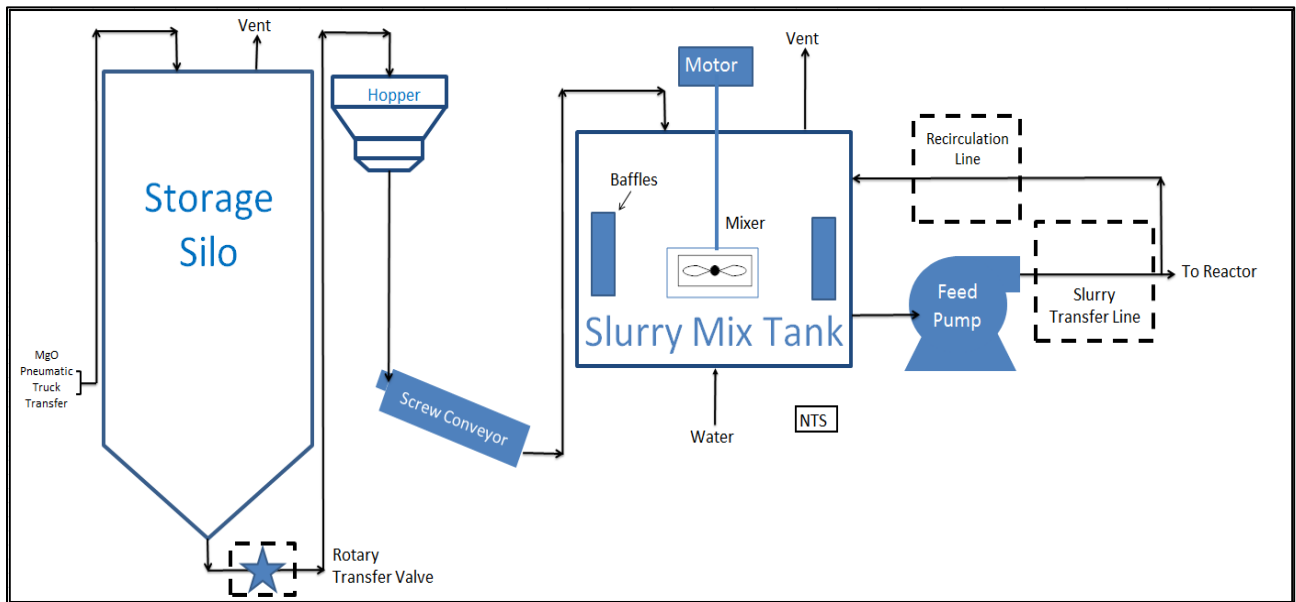 Vent
Hopper
Storage
Silo
MgO
Pneumatic
Truck
Transfer
Rotary
Transfer Valve
Screw Conveyor
Motor
Vent
Baffles
Mixer
Slurry Mix Tank
Water
NTS
Recirculation
Line
Feed
Pump
Slurry
Transfer Line
To Reactor